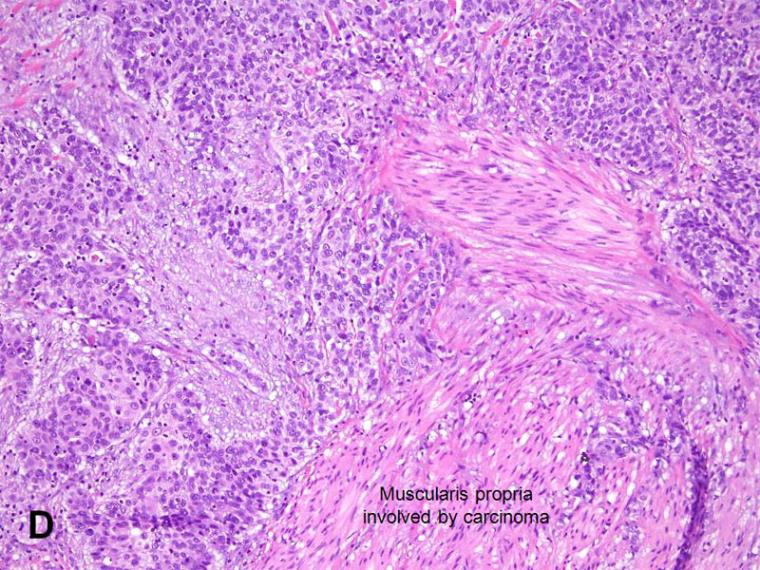 Muscularis propria
involved by carcinoma
D